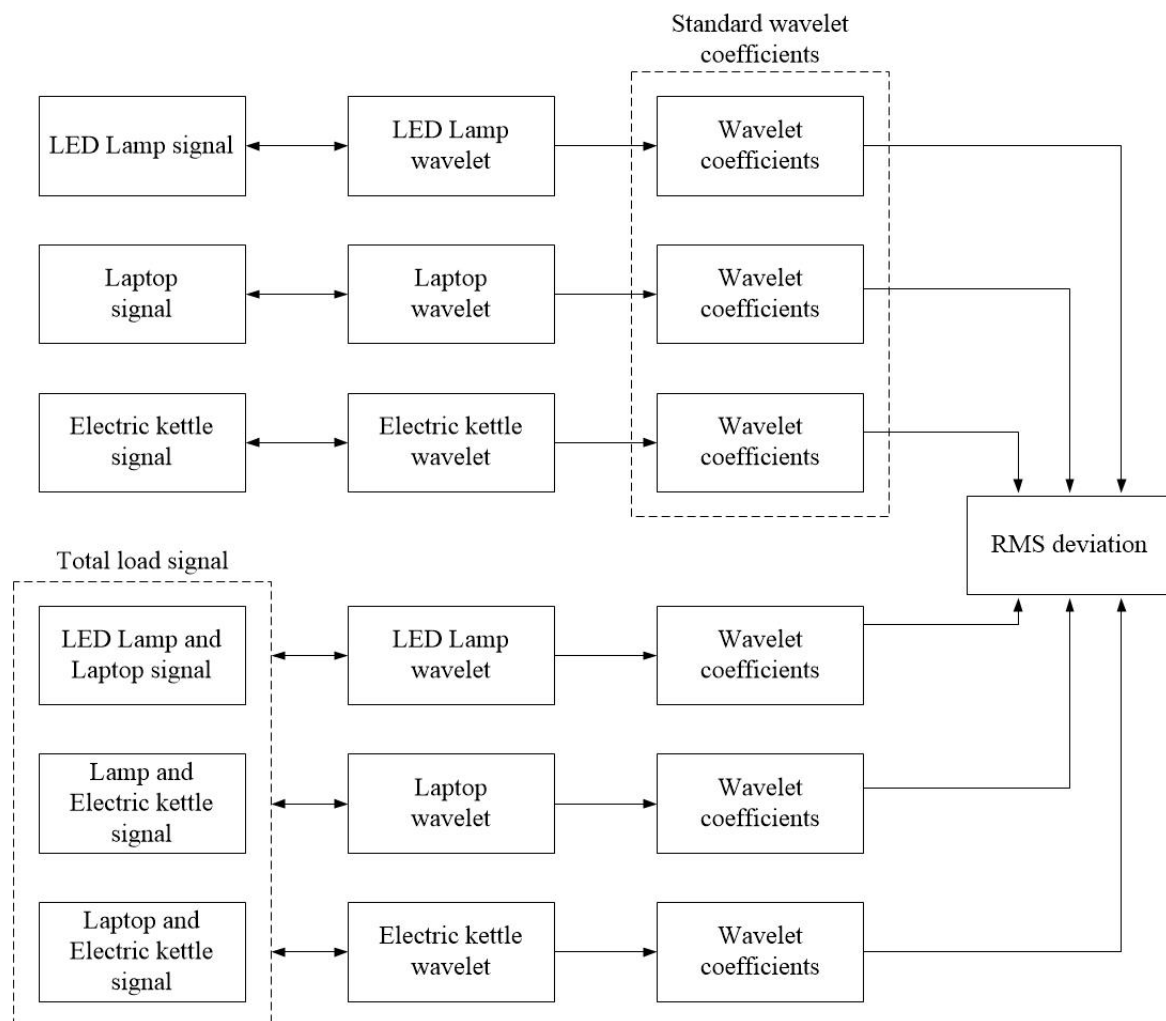 Standard wavelet
coefficients
LED Lamp signal
LED Lamp
wavelet
Wavelet
coefficients
Laptop
signal
Laptop
wavelet
Wavelet
coefficients
Electric kettle
signal
Electric kettle
wavelet
Wavelet
coefficients
RMS deviation
Total load signal
LED Lamp and
Laptop signal
LED Lamp
wavelet
Wavelet
coefficients
Lamp and
Electric kettle
signal
Laptop
wavelet
Wavelet
coefficients
Laptop and
Electric kettle
signal
Electric kettle
wavelet
Wavelet
coefficients